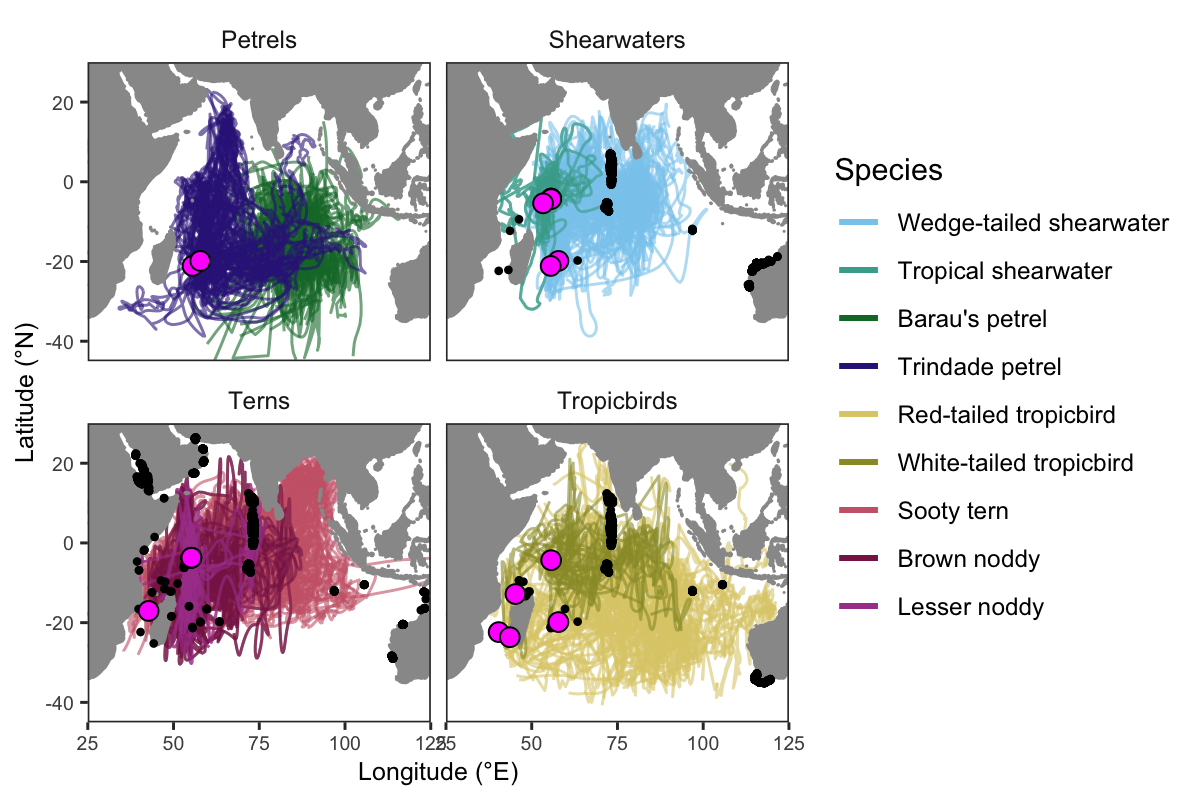 Petrels
Shearwaters
20
0
-20
-40
Terns
Tropicbirds
20
0
-20
-40
25 50 75 100 125
25 50 75 100 125
Longitude (°E)
Latitude (°N)
Species
Wedge-tailed shearwater
Tropical shearwater
Barau's petrel
Trindade petrel
Red-tailed tropicbird
White-tailed tropicbird
Sooty tern
Brown noddy
Lesser noddy